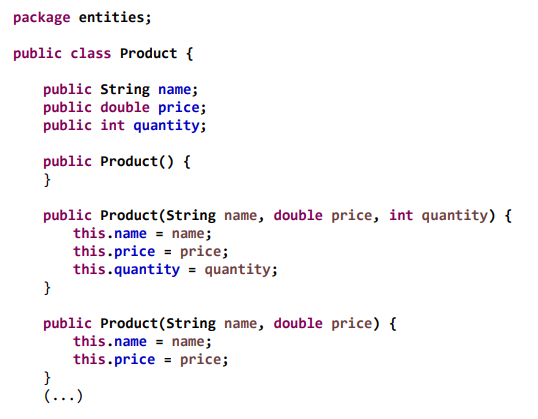 package entities;
public class Product {
public String name;
public double price;
public int quantity;
public Product() {
}
public Product(String name, double price, int quantity) {
this.name = name;
this.price = price;
this.quantity = quantity;
}
public Product(String name, double price) {
this.name = name;
this.price = price;
}
(...)